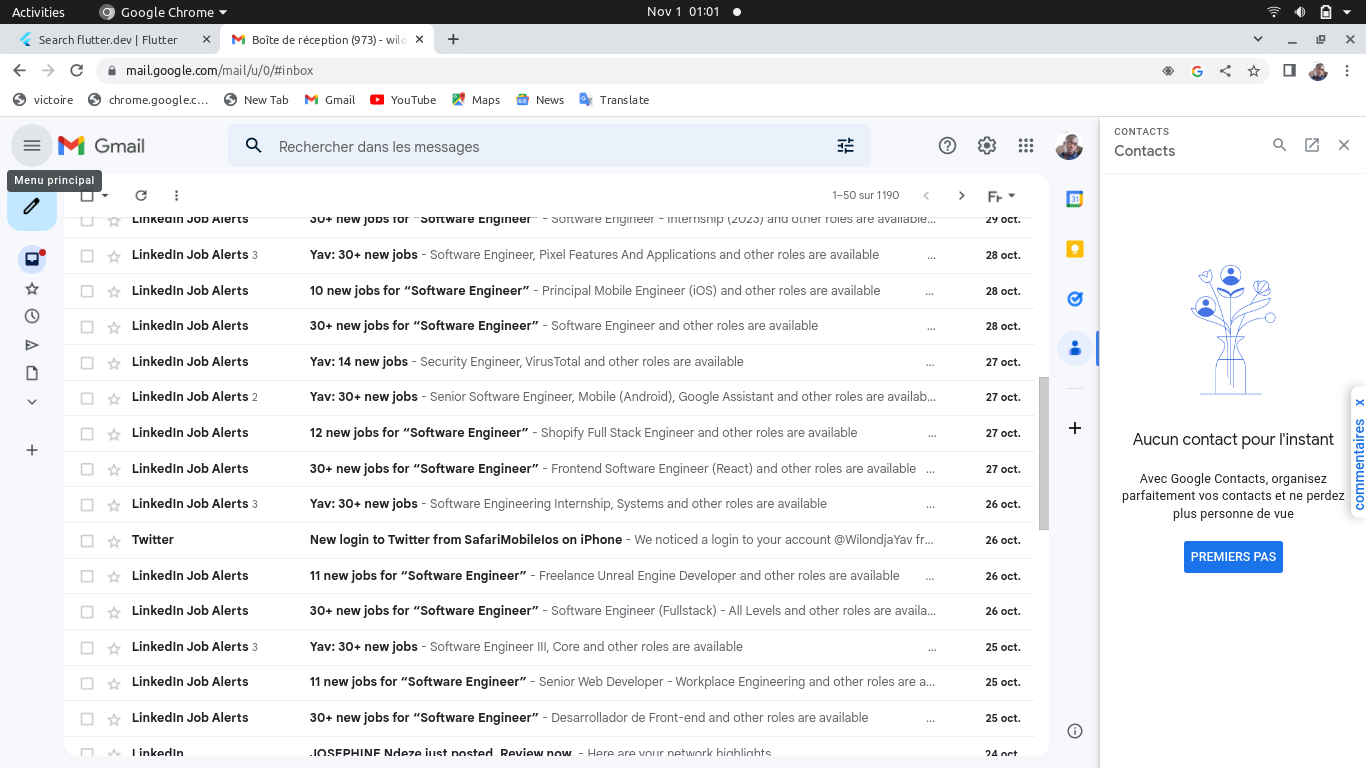 Activities Google Chrome Nov 1 01:01
Search flutter.dev | Flutter Boîte de réception (973) - wilo
mail.google.com/mail/u/0/#inbox
victoire chrome.google.c... New Tab Gmail YouTube Maps News Translate
Gmail Rechercher dans les messages
Menu principal
1–50 sur 1190 Fr
LinkedIn Job Alerts 30+ new jobs for “Software Engineer” - Software Engineer - Internship (2023) and other roles are available... 29 oct.
LinkedIn Job Alerts 3 Yav: 30+ new jobs - Software Engineer, Pixel Features And Applications and other roles are available ... 28 oct.
LinkedIn Job Alerts 10 new jobs for “Software Engineer” - Principal Mobile Engineer (iOS) and other roles are available ... 28 oct.
LinkedIn Job Alerts 30+ new jobs for “Software Engineer” - Software Engineer and other roles are available ... 28 oct.
LinkedIn Job Alerts Yav: 14 new jobs - Security Engineer, VirusTotal and other roles are available ... 27 oct.
LinkedIn Job Alerts 2 Yav: 30+ new jobs - Senior Software Engineer, Mobile (Android), Google Assistant and other roles are availab... 27 oct.
LinkedIn Job Alerts 12 new jobs for “Software Engineer” - Shopify Full Stack Engineer and other roles are available ... 27 oct.
LinkedIn Job Alerts 30+ new jobs for “Software Engineer” - Frontend Software Engineer (React) and other roles are available ... 27 oct.
LinkedIn Job Alerts 3 Yav: 30+ new jobs - Software Engineering Internship, Systems and other roles are available ... 26 oct.
Twitter New login to Twitter from SafariMobileIos on iPhone - We noticed a login to your account @WilondjaYav fr... 26 oct.
LinkedIn Job Alerts 11 new jobs for “Software Engineer” - Freelance Unreal Engine Developer and other roles are available ... 26 oct.
LinkedIn Job Alerts 30+ new jobs for “Software Engineer” - Software Engineer (Fullstack) - All Levels and other roles are availa... 26 oct.
LinkedIn Job Alerts 3 Yav: 30+ new jobs - Software Engineer III, Core and other roles are available ... 25 oct.
LinkedIn Job Alerts 11 new jobs for “Software Engineer” - Senior Web Developer - Workplace Engineering and other roles are a... 25 oct.
LinkedIn Job Alerts 30+ new jobs for “Software Engineer” - Desarrollador de Front-end and other roles are available ... 25 oct.
LinkedIn JOSEPHINE Ndeze just posted. Review now. - Here are your network highlights 24 oct.
31
CONTACTS
Contacts
Aucun contact pour l'instant
Avec Google Contacts, organisez
parfaitement vos contacts et ne perdez
plus personne de vue
PREMIERS PAS
commentaires x